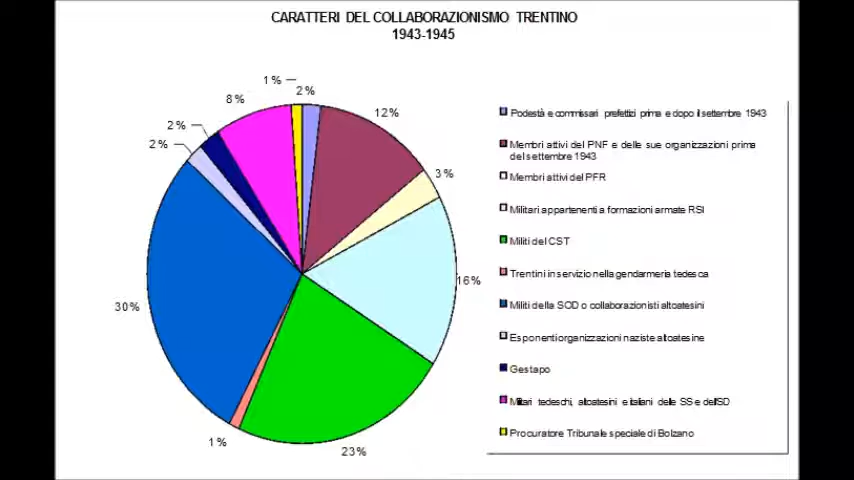 CARATTERI DEL COLLABORAZIONISMO TRENTINO
1943-1945
1%
2%
8%
12%
2%
2%
3%
16%
30%
1%
23%
Podestà e commissari prefettizi prima e dopo il settembre 1943
Membri attivi del PNF e delle sue organizzazioni prima
del settembre 1943
Membri attivi del PFR
Militari appartenenti a formazioni armate RSI
Militi del CST
Trentini in servizio nella gendarmeria tedesca
Militi della SOD o collaborazionisti altoatesini
Esponenti organizzazioni naziste altoatesine
Gestapo
Militari tedeschi, altoatesini e italiani delle SS e dell'SD
Procuratore Tribunale speciale di Bolzano